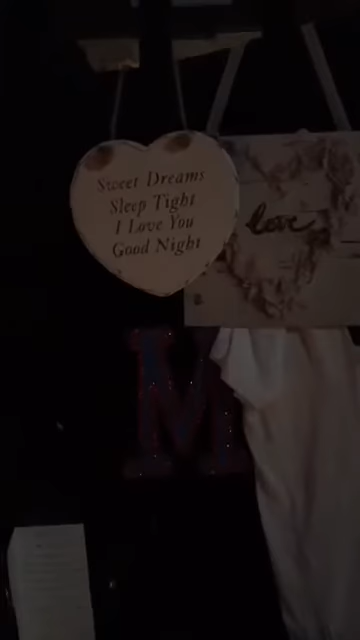 Sweet Dreams
Sleep Tight
I Love You
Good Night
love
M